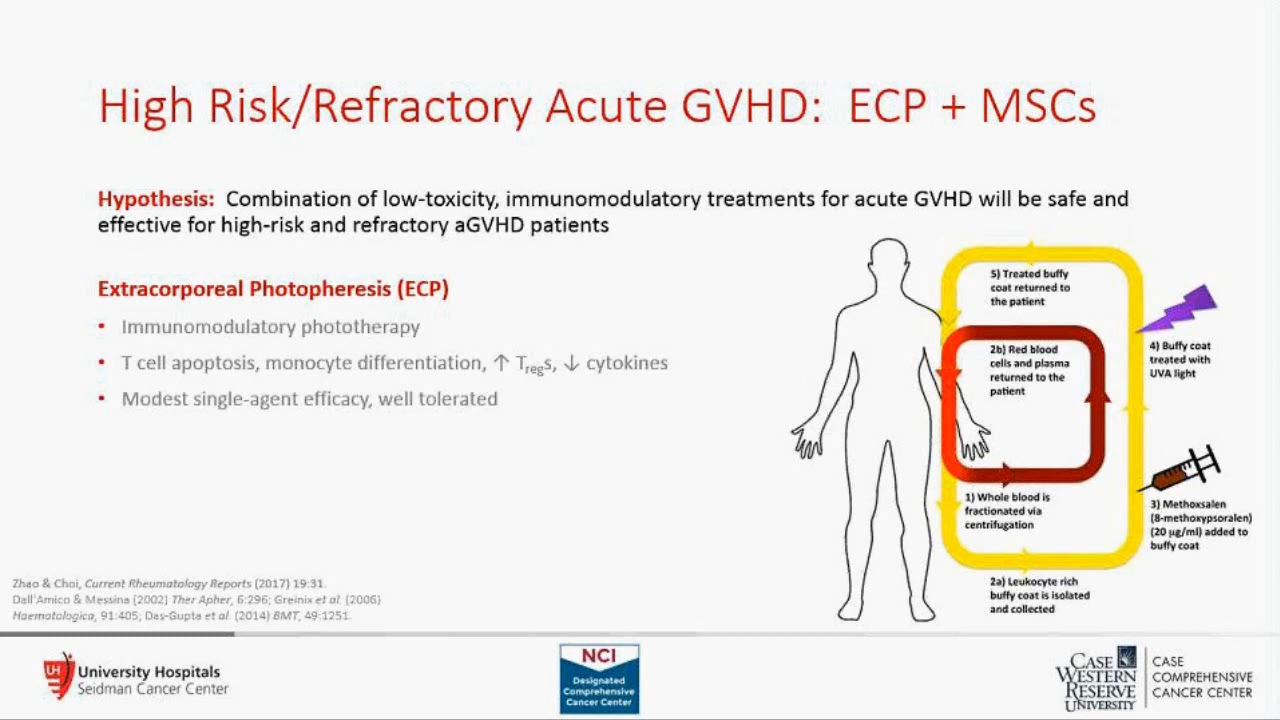 High Risk/Refractory Acute GVHD: ECP + MSCs
Hypothesis: Combination of low-toxicity, immunomodulatory treatments for acute GVHD will be safe and
effective for high-risk and refractory aGVHD patients
Extracorporeal Photopheresis (ECP)
• Immunomodulatory phototherapy
• T cell apoptosis, monocyte differentiation, ↑ Tregs, ↓ cytokines
• Modest single-agent efficacy, well tolerated
5) Treated buffy
coat returned to
the patient
2b) Red blood
cells and plasma
returned to the
patient
4) Buffy coat
treated with
UVA light
1) Whole blood is
fractionated via
centrifugation
3) Methoxsalen
(8-methoxypsoralen)
(20 µg/ml) added to
buffy coat
2a) Leukocyte rich
buffy coat is isolated
and collected
Zhao & Choi, Current Rheumatology Reports (2017) 19:31.
Dall'Amico & Messina (2002) Ther Apher, 6:296; Greinix et al. (2006)
Haematologica, 91:405; Das-Gupta et al. (2014) BMT, 49:1251.
UH
University Hospitals
Seidman Cancer Center
NCI
Designated
Comprehensive
Cancer Center
CASE
WESTERN
RESERVE
UNIVERSITY
CASE
COMPREHENSIVE
CANCER CENTER